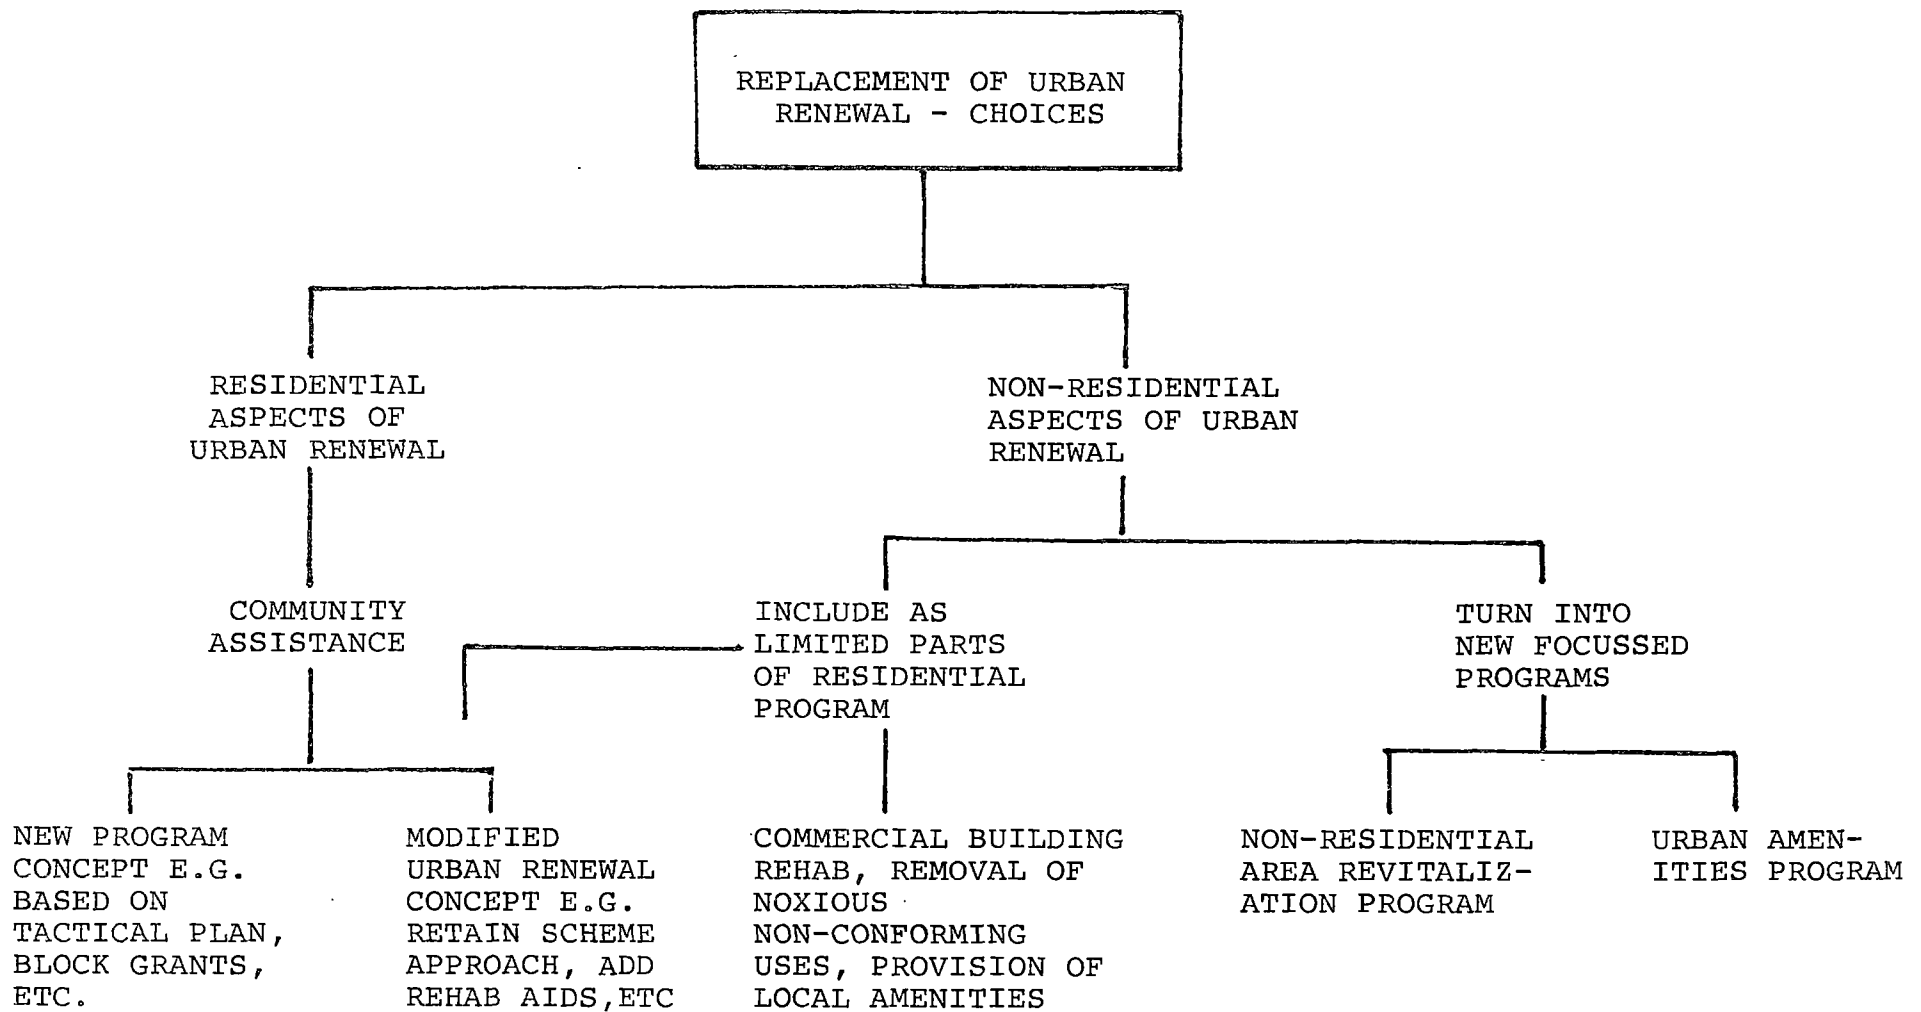 REPLACEMENT OF URBAN
RENEWAL - CHOICES
RESIDENTIAL
ASPECTS OF
URBAN RENEWAL
NON-RESIDENTIAL
ASPECTS OF URBAN
RENEWAL
COMMUNITY
ASSISTANCE
INCLUDE AS
LIMITED PARTS
OF RESIDENTIAL
PROGRAM
TURN INTO
NEW FOCUSSED
PROGRAMS
NEW PROGRAM
CONCEPT E.G.
BASED ON
TACTICAL PLAN,
BLOCK GRANTS,
ETC.
MODIFIED
URBAN RENEWAL
CONCEPT E.G.
RETAIN SCHEME
APPROACH, ADD
REHAB AIDS,ETC
COMMERCIAL BUILDING
REHAB, REMOVAL OF
NOXIOUS
NON-CONFORMING
USES, PROVISION OF
LOCAL AMENITIES
NON-RESIDENTIAL
AREA REVITALIZ-
ATION PROGRAM
URBAN AMEN-
ITIES PROGRAM